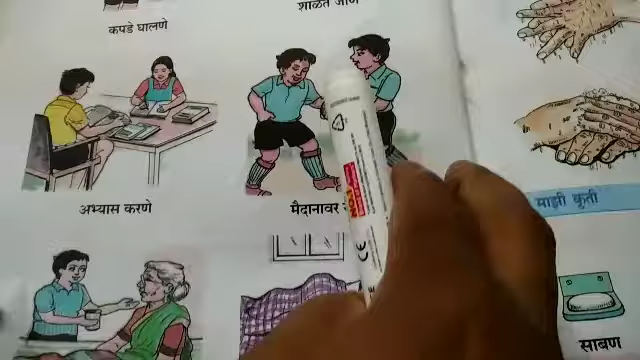 कपडे घालणे
शाळेत जाणे
अभ्यास करणे
मैदानावर
माझी कृती
साबण